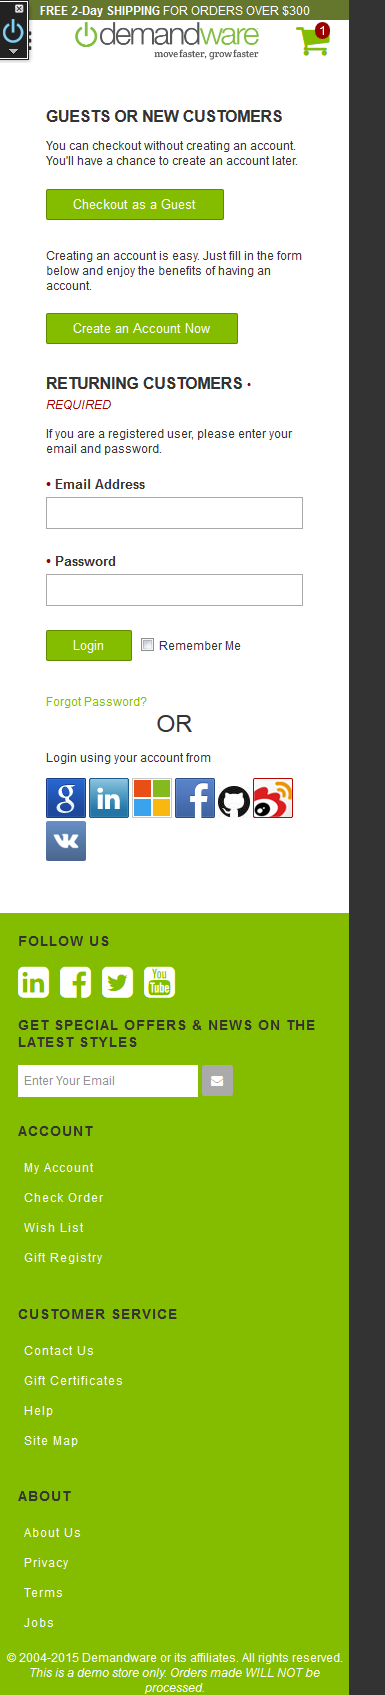 FREE 2-Day SHIPPING FOR ORDERS OVER $300
demandware
move faster, grow faster
1
GUESTS OR NEW CUSTOMERS
You can checkout without creating an account.
You'll have a chance to create an account later.
Checkout as a Guest
Creating an account is easy. Just fill in the form
below and enjoy the benefits of having an
account.
Create an Account Now
RETURNING CUSTOMERS •
REQUIRED
If you are a registered user, please enter your
email and password.
• Email Address
• Password
Login
Remember Me
Forgot Password?
OR
Login using your account from
g in f
VK
FOLLOW US
in f You Tube
GET SPECIAL OFFERS & NEWS ON THE
LATEST STYLES
Enter Your Email
ACCOUNT
My Account
Check Order
Wish List
Gift Registry
CUSTOMER SERVICE
Contact Us
Gift Certificates
Help
Site Map
ABOUT
About Us
Privacy
Terms
Jobs
© 2004-2015 Demandware or its affiliates. All rights reserved.
This is a demo store only. Orders made WILL NOT be
processed.